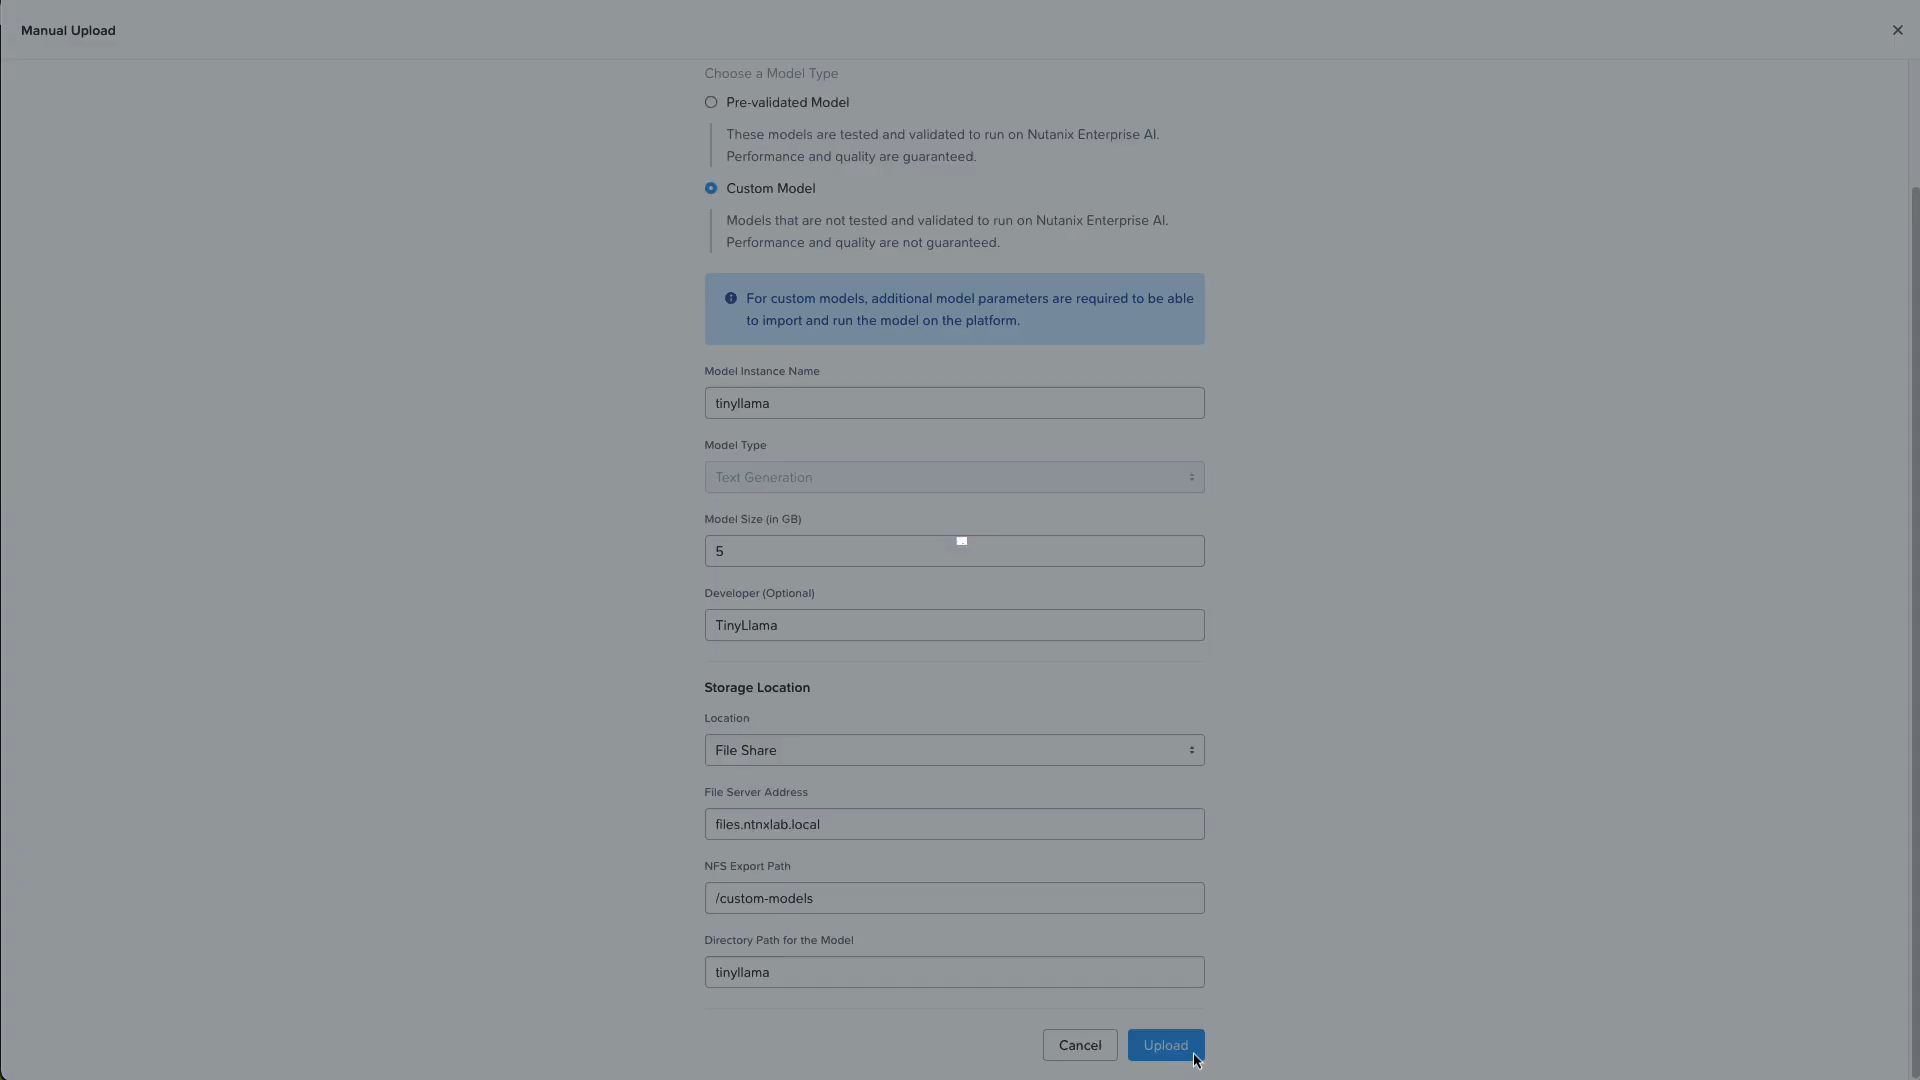 Manual Upload
Choose a Model Type
Pre-validated Model
These models are tested and validated to run on Nutanix Enterprise AI.
Performance and quality are guaranteed.
Custom Model
Models that are not tested and validated to run on Nutanix Enterprise AI.
Performance and quality are not guaranteed.
For custom models, additional model parameters are required to be able
to import and run the model on the platform.
Model Instance Name
tinyllama
Model Type
Text Generation
Model Size (in GB)
5
Developer (Optional)
TinyLlama
Storage Location
Location
File Share
File Server Address
files.ntnxlab.local
NFS Export Path
/custom-models
Directory Path for the Model
tinyllama
Cancel
Upload